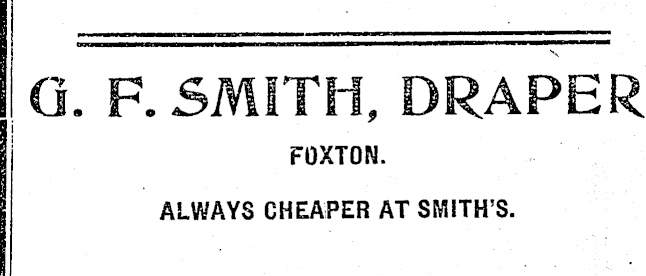 G. F. SMITH, DRAPER
FOXTON.
ALWAYS CHEAPER AT SMITH'S.